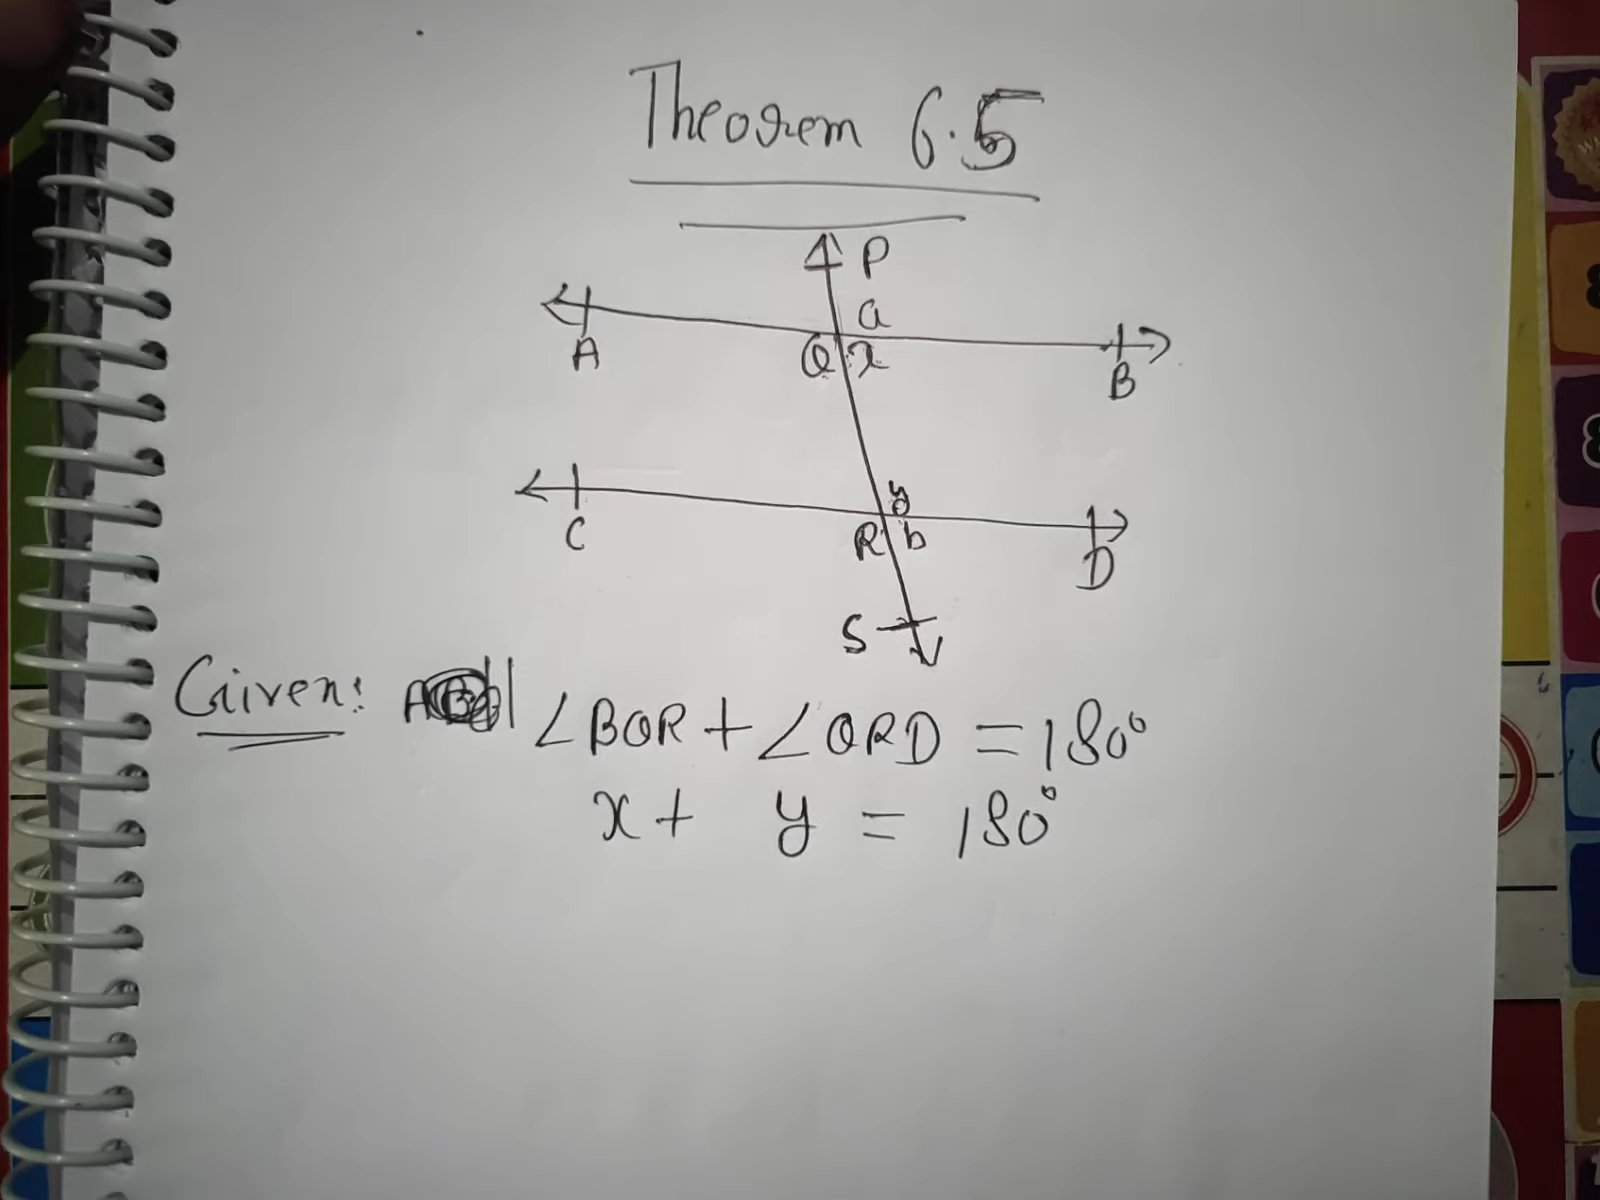 Theorem 6.5
P
a
A
Q x
B
y
C
R b
D
S
Given: ∠BQR + ∠QRD = 180°
x + y = 180°